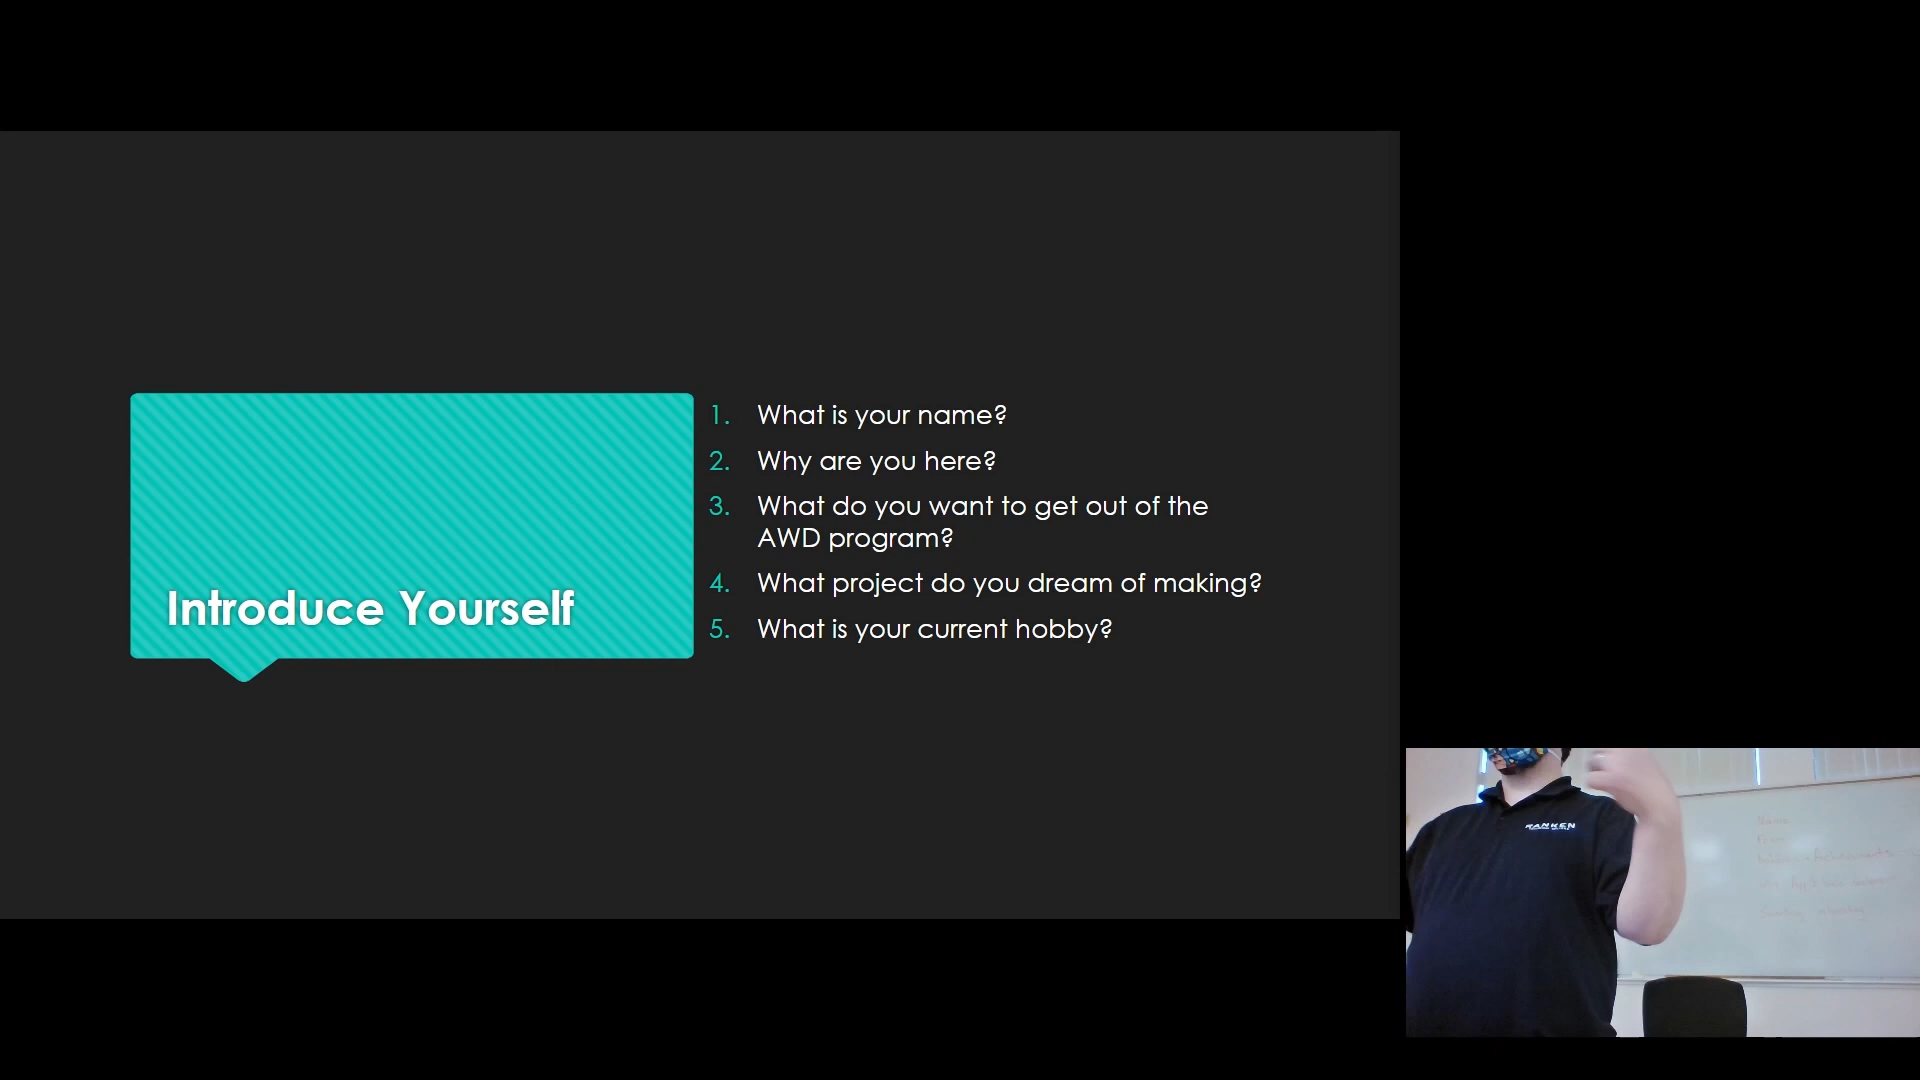 Introduce Yourself
1. What is your name?
2. Why are you here?
3. What do you want to get out of the
AWD program?
4. What project do you dream of making?
5. What is your current hobby?
RANKEN
Name